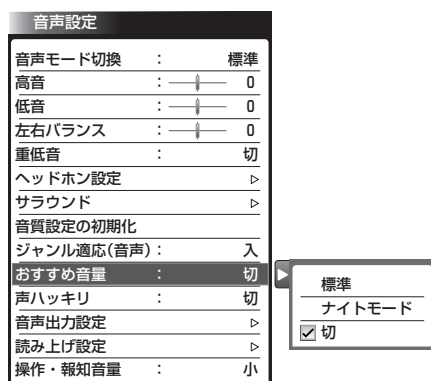 音声設定
音声モード切換 : 標準
高音 : 0
低音 : 0
左右バランス : 0
重低音 : 切
ヘッドホン設定
サラウンド
音質設定の初期化
ジャンル適応(音声) : 入
おすすめ音量 : 切
声ハッキリ : 切
音声出力設定
読み上げ設定
操作・報知音量 : 小
標準
ナイトモード
切